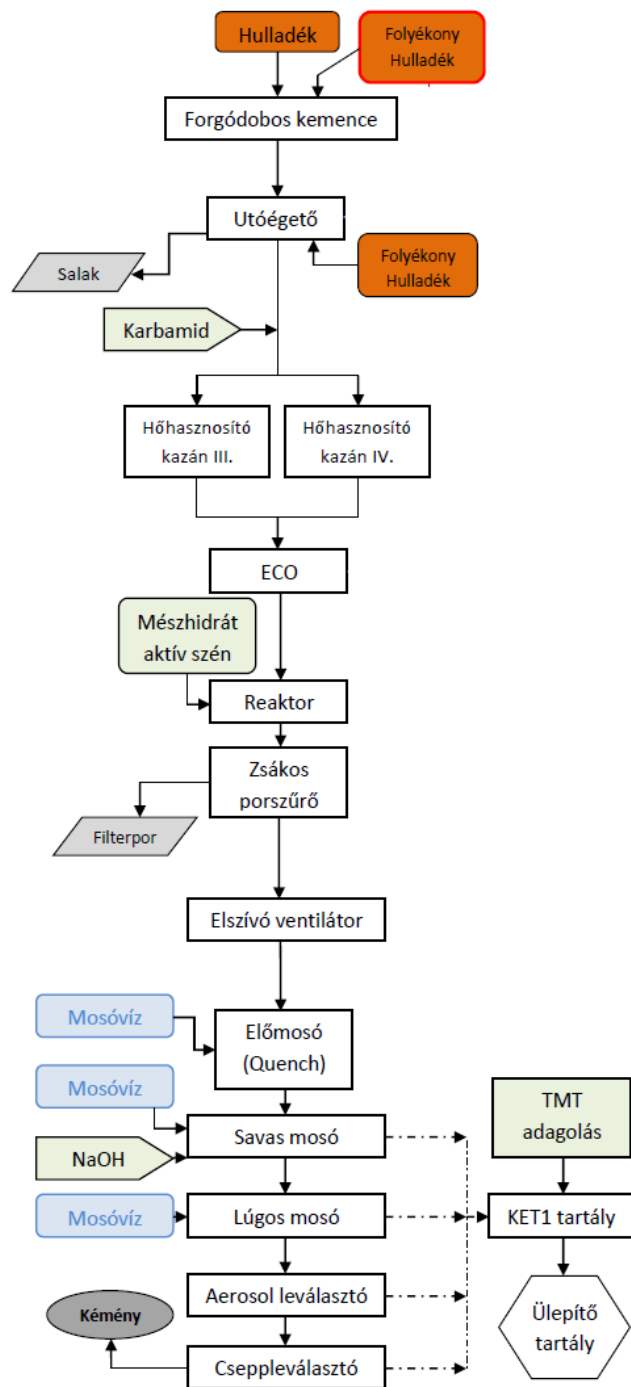 Hulladék
Folyékony
Hulladék
Forgódobos kemence
Utóégető
Salak
Folyékony
Hulladék
Karbamid
Hőhasznosító
kazán III.
Hőhasznosító
kazán IV.
ECO
Mészhidrát
aktív szén
Reaktor
Zsákos
porszűrő
Filterpor
Elszívó ventilátor
Mosóvíz
Előmosó
(Quench)
Mosóvíz
TMT
adagolás
Savas mosó
NaOH
Mosóvíz
Lúgos mosó
KET1 tartály
Aerosol leválasztó
Kémény
Ülepítő
tartály
Cseppleválasztó